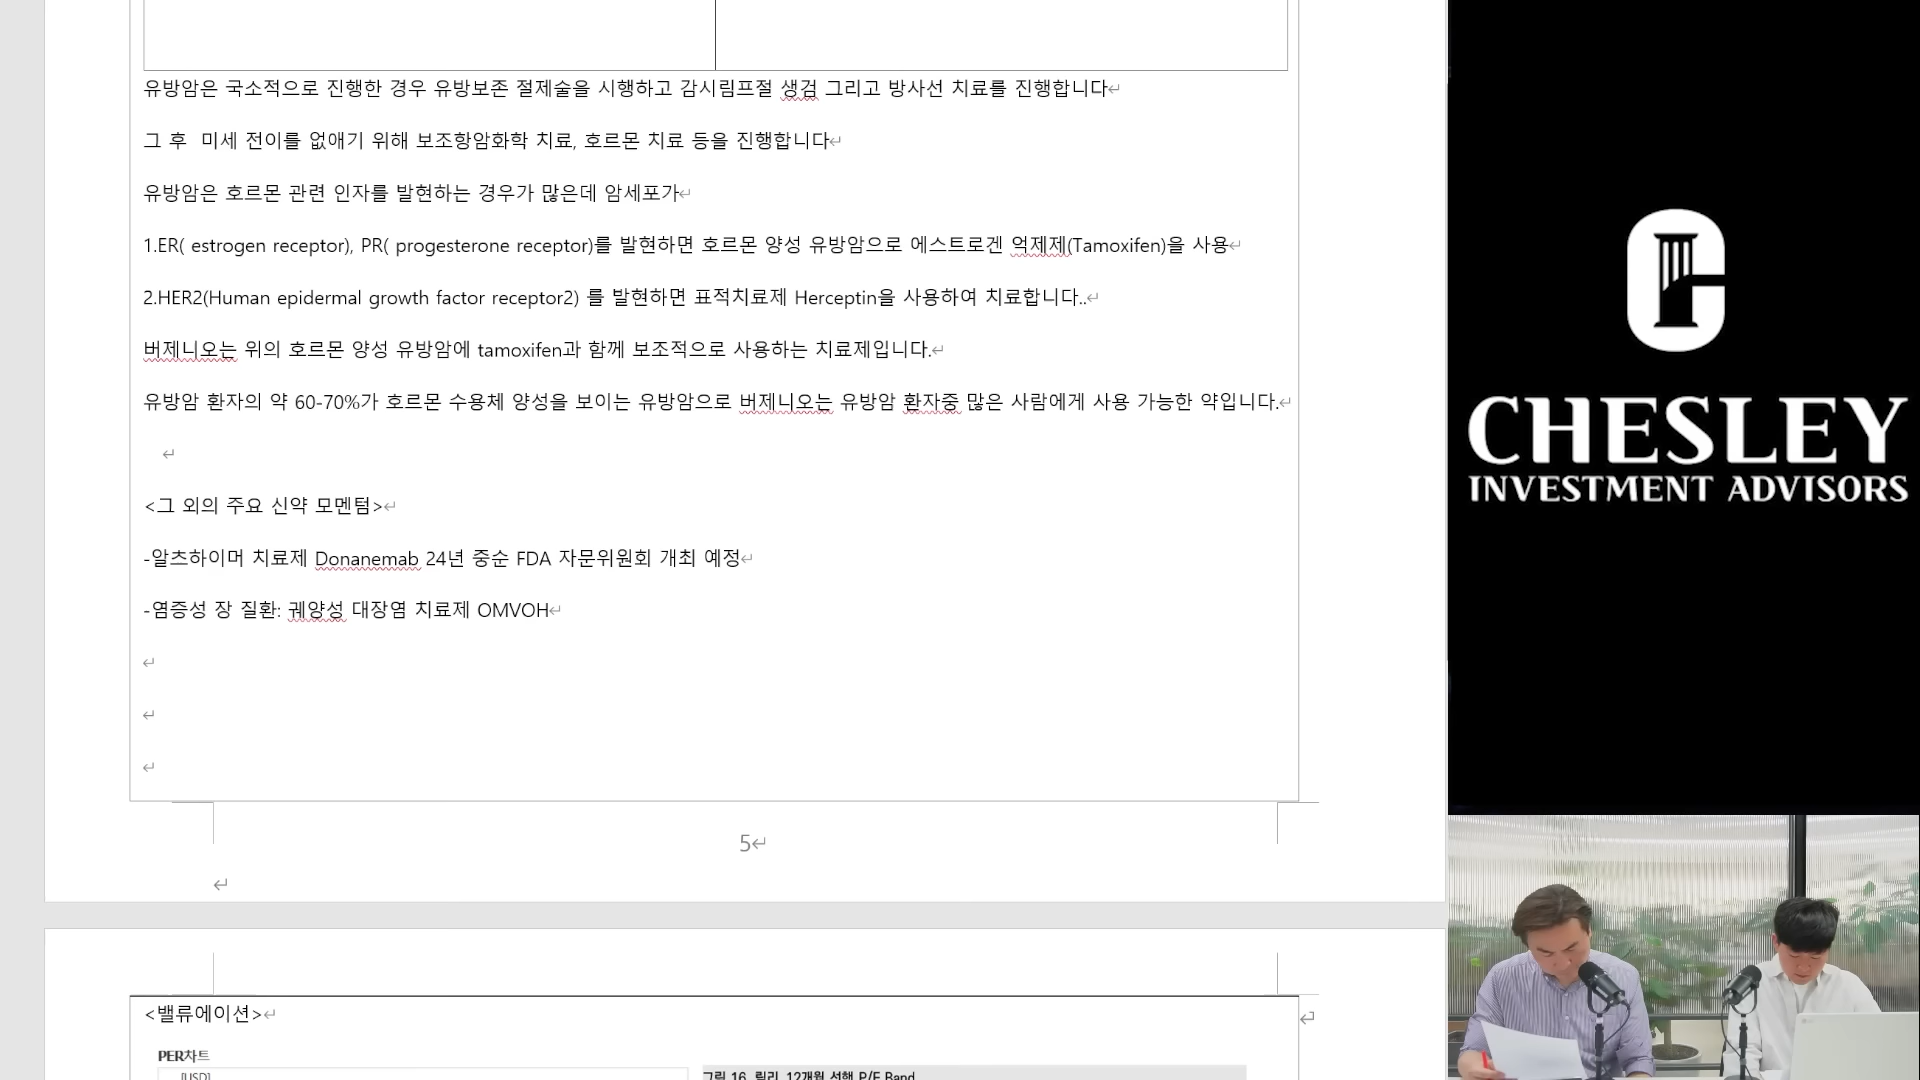 유방암은 국소적으로 진행한 경우 유방보존 절제술을 시행하고 감시림프절 생검 그리고 방사선 치료를 진행합니다
그 후  미세 전이를 없애기 위해 보조항암화학 치료, 호르몬 치료 등을 진행합니다
유방암은 호르몬 관련 인자를 발현하는 경우가 많은데 암세포가
1.ER( estrogen receptor), PR( progesterone receptor)를 발현하면 호르몬 양성 유방암으로 에스트로겐 억제제(Tamoxifen)을 사용
2.HER2(Human epidermal growth factor receptor2) 를 발현하면 표적치료제 Herceptin을 사용하여 치료합니다..
버제니오는 위의 호르몬 양성 유방암에 tamoxifen과 함께 보조적으로 사용하는 치료제입니다.
유방암 환자의 약 60-70%가 호르몬 수용체 양성을 보이는 유방암으로 버제니오는 유방암 환자중 많은 사람에게 사용 가능한 약입니다.
<그 외의 주요 신약 모멘텀>
-알츠하이머 치료제 Donanemab 24년 중순 FDA 자문위원회 개최 예정
-염증성 장 질환: 궤양성 대장염 치료제 OMVOH
5
<밸류에이션>
PER차트
[USD]
그림 16. 릴리, 12개월 선행 P/E Band
CHESLEY
INVESTMENT ADVISORS